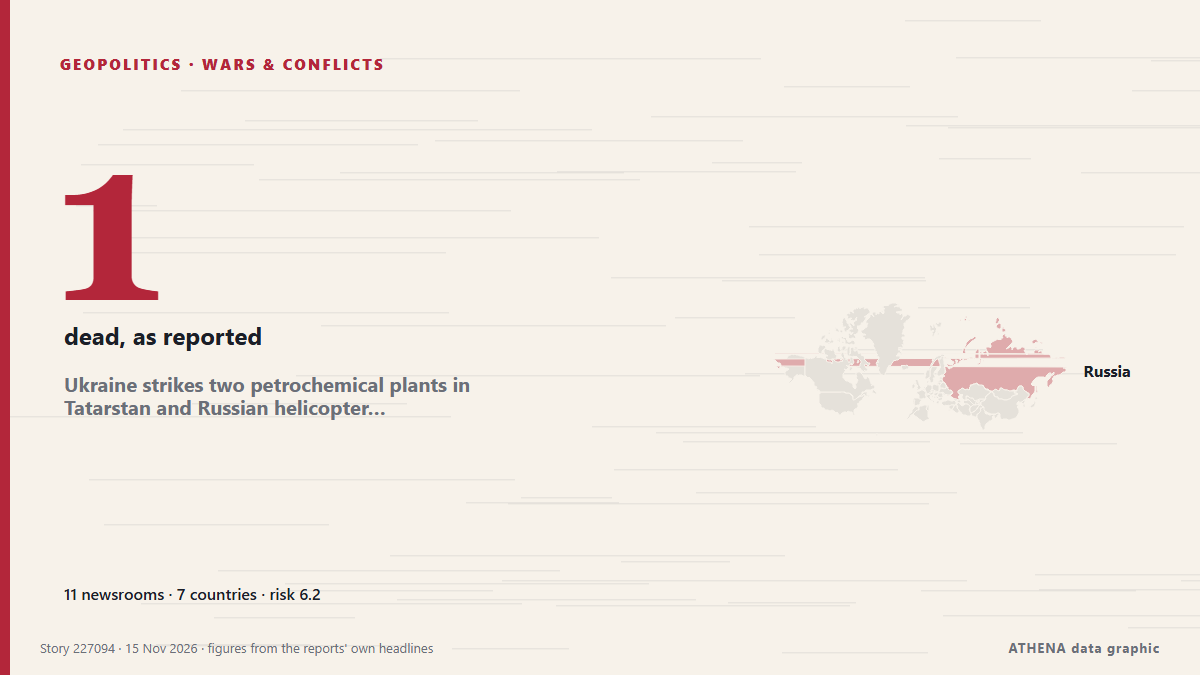 GEOPOLITICS · WARS & CONFLICTS
1
dead, as reported
Ukraine strikes two petrochemical plants in
Tatarstan and Russian helicopter…
Russia
11 newsrooms · 7 countries · risk 6.2
Story 227094 · 15 Nov 2026 · figures from the reports' own headlines
ATHENA data graphic